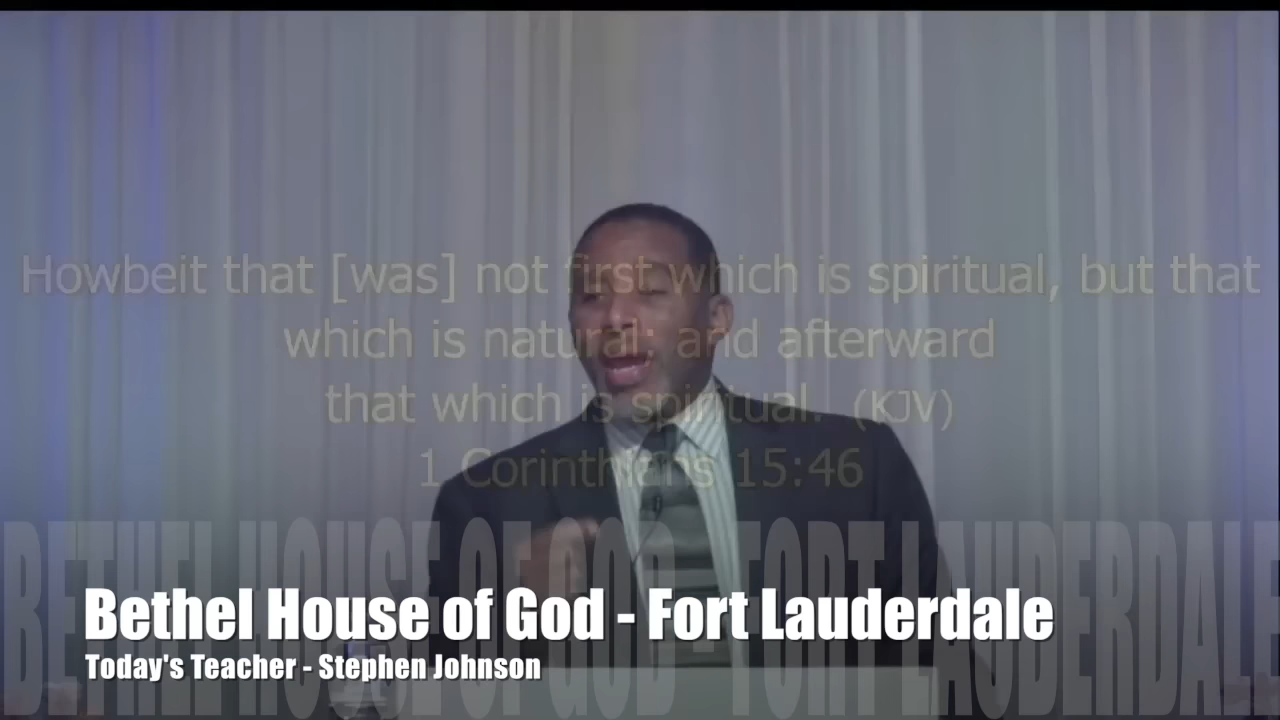 Howbeit that [was] not first which is spiritual, but that
which is natural; and afterward
that which is spiritual. (KJV)
1 Corinthians 15:46
BETHEL HOUSE OF GOD - FORT LAUDERDALE
Bethel House of God - Fort Lauderdale
Today's Teacher - Stephen Johnson